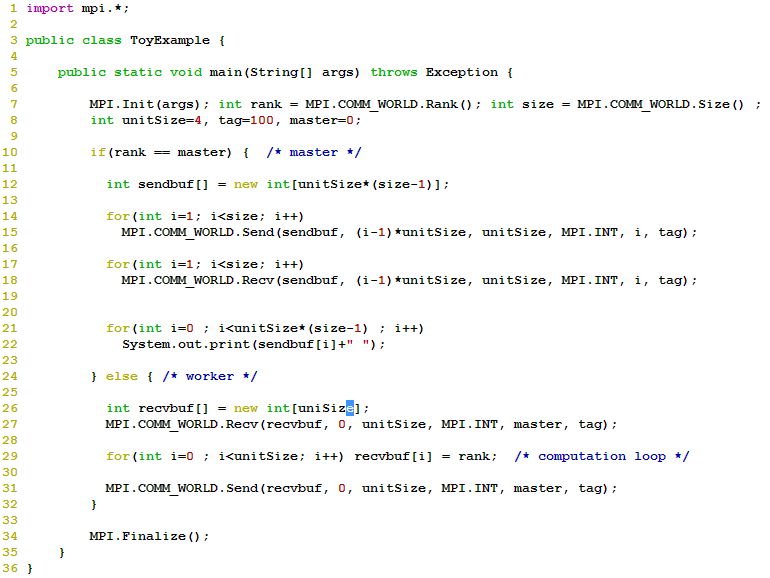 1 import mpi.*;
2
3 public class ToyExample {
4
5 public static void main(String[] args) throws Exception {
6
7 MPI.Init(args); int rank = MPI.COMM_WORLD.Rank(); int size = MPI.COMM_WORLD.Size() ;
8 int unitSize=4, tag=100, master=0;
9
10 if(rank == master) { /* master */
11
12 int sendbuf[] = new int[unitSize*(size-1)];
13
14 for(int i=1; i<size; i++)
15 MPI.COMM_WORLD.Send(sendbuf, (i-1)*unitSize, unitSize, MPI.INT, i, tag);
16
17 for(int i=1; i<size; i++)
18 MPI.COMM_WORLD.Recv(sendbuf, (i-1)*unitSize, unitSize, MPI.INT, i, tag);
19
20
21 for(int i=0 ; i<unitSize*(size-1) ; i++)
22 System.out.print(sendbuf[i]+" ");
23
24 } else { /* worker */
25
26 int recvbuf[] = new int[uniSize];
27 MPI.COMM_WORLD.Recv(recvbuf, 0, unitSize, MPI.INT, master, tag);
28
29 for(int i=0 ; i<unitSize; i++) recvbuf[i] = rank; /* computation loop */
30
31 MPI.COMM_WORLD.Send(recvbuf, 0, unitSize, MPI.INT, master, tag);
32 }
33
34 MPI.Finalize();
35 }
36 }